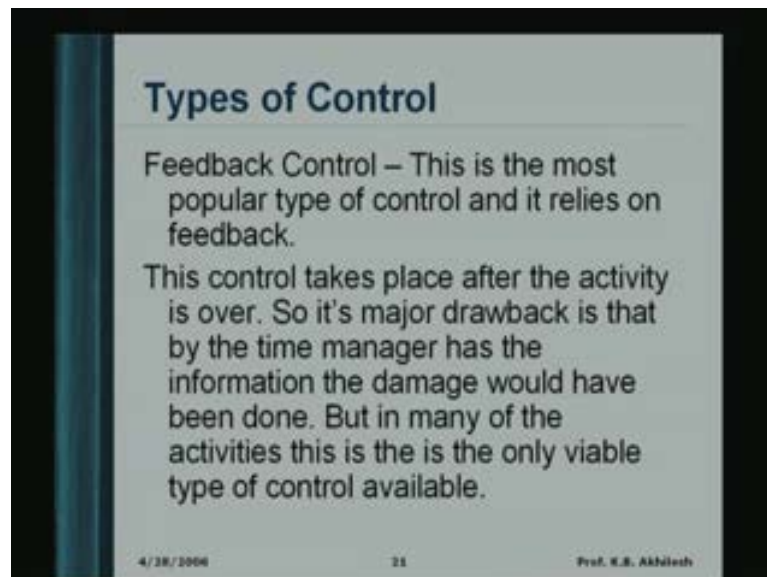 Types of Control
Feedback Control – This is the most
popular type of control and it relies on
feedback.
This control takes place after the activity
is over. So it's major drawback is that
by the time manager has the
information the damage would have
been done. But in many of the
activities this is the is the only viable
type of control available.
4/28/2006 21 Prof. K.B. Akhilesh